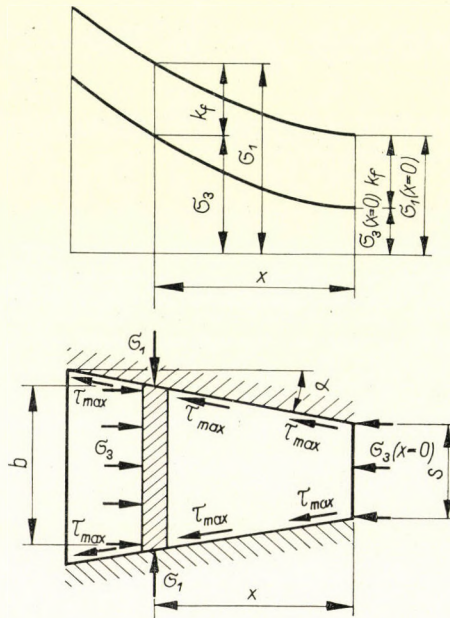 k_f
σ_1
σ_3
σ_3(x=0) k_f
σ_1(x=0)
x
σ_1
α
τ_max
τ_max
τ_max
σ_3
b
σ_3(x=0)
s
τ_max
τ_max
τ_max
σ_1
x